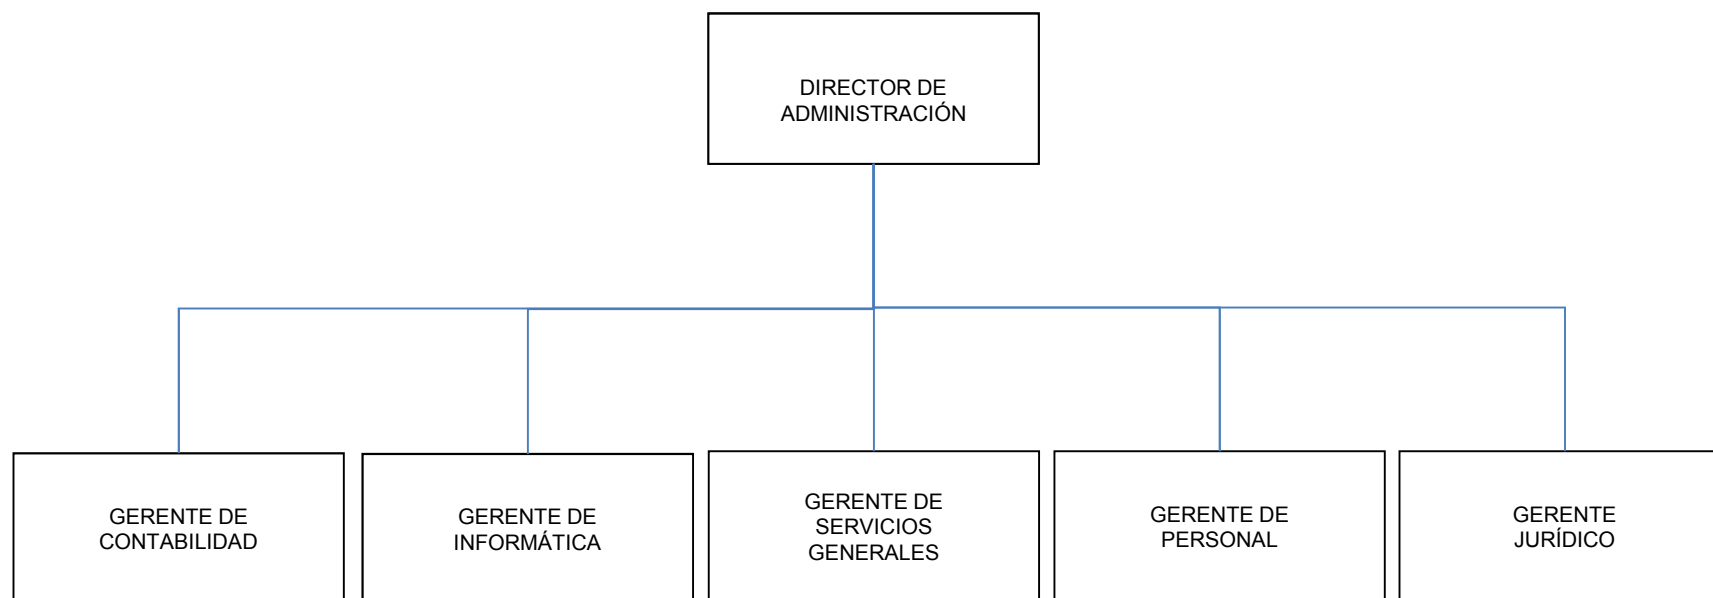 DIRECTOR DE
ADMINISTRACIÓN
GERENTE DE
CONTABILIDAD
GERENTE DE
INFORMÁTICA
GERENTE DE
SERVICIOS
GENERALES
GERENTE DE
PERSONAL
GERENTE
JURÍDICO